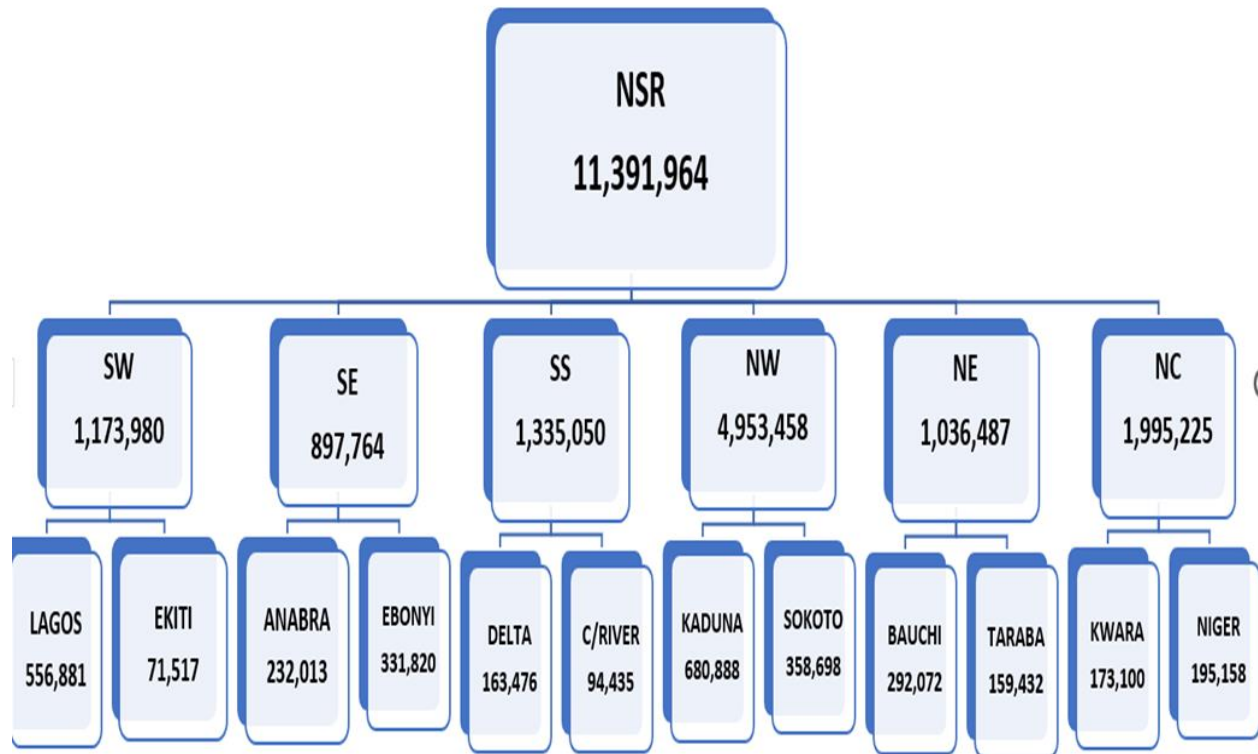 NSR
11,391,964
SW
1,173,980
SE
897,764
SS
1,335,050
NW
4,953,458
NE
1,036,487
NC
1,995,225
LAGOS
556,881
EKITI
71,517
ANABRA
232,013
EBONYI
331,820
DELTA
163,476
C/RIVER
94,435
KADUNA
680,888
SOKOTO
358,698
BAUCHI
292,072
TARABA
159,432
KWARA
173,100
NIGER
195,158